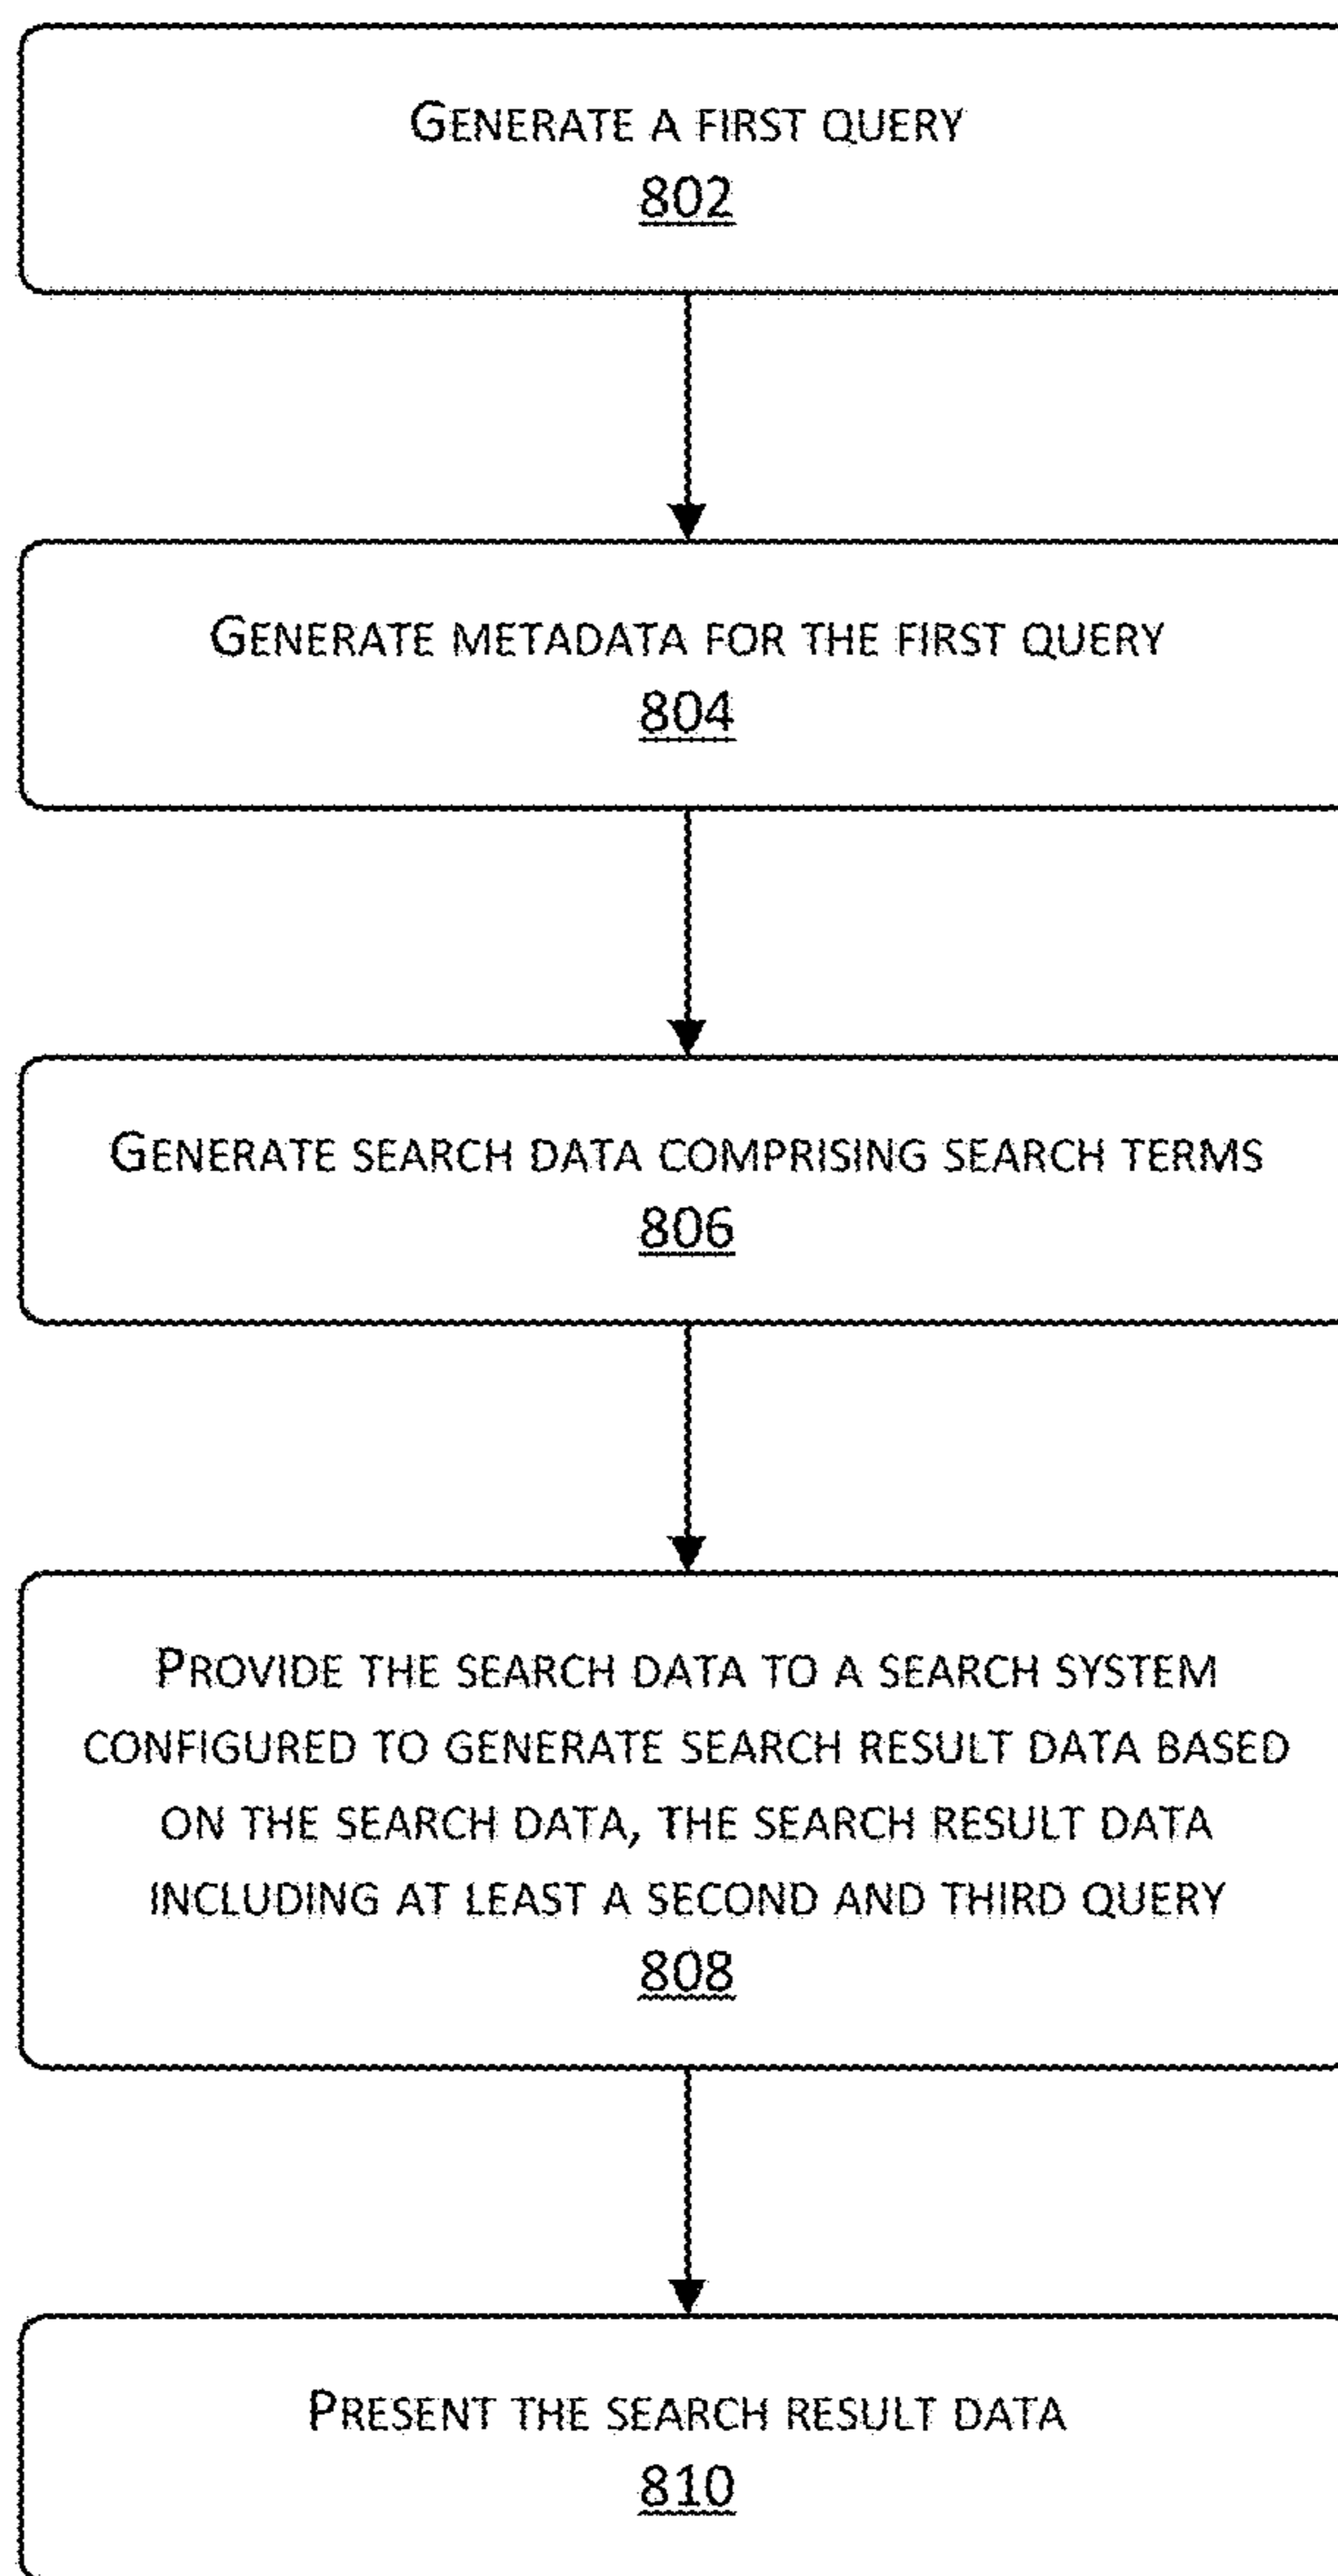 GENERATE A FIRST QUERY
802
GENERATE METADATA FOR THE FIRST QUERY
804
GENERATE SEARCH DATA COMPRISING SEARCH TERMS
806
PROVIDE THE SEARCH DATA TO A SEARCH SYSTEM
CONFIGURED TO GENERATE SEARCH RESULT DATA BASED
ON THE SEARCH DATA, THE SEARCH RESULT DATA
INCLUDING AT LEAST A SECOND AND THIRD QUERY
808
PRESENT THE SEARCH RESULT DATA
810